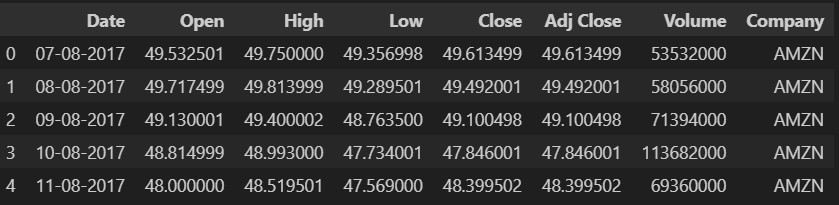 Date Open High Low Close Adj Close Volume Company
0 07-08-2017 49.532501 49.750000 49.356998 49.613499 49.613499 53532000 AMZN
1 08-08-2017 49.717499 49.813999 49.289501 49.492001 49.492001 58056000 AMZN
2 09-08-2017 49.130001 49.400002 48.763500 49.100498 49.100498 71394000 AMZN
3 10-08-2017 48.814999 48.993000 47.734001 47.846001 47.846001 113682000 AMZN
4 11-08-2017 48.000000 48.519501 47.569000 48.399502 48.399502 69360000 AMZN